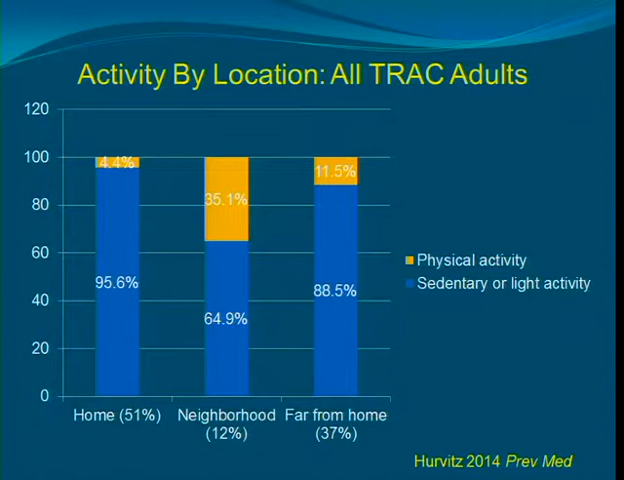 Activity By Location: All TRAC Adults
120
100
80
60
40
20
0
4.4%
35.1%
11.5%
95.6%
64.9%
88.5%
Physical activity
Sedentary or light activity
Home (51%)
Neighborhood
(12%)
Far from home
(37%)
Hurvitz 2014 Prev Med